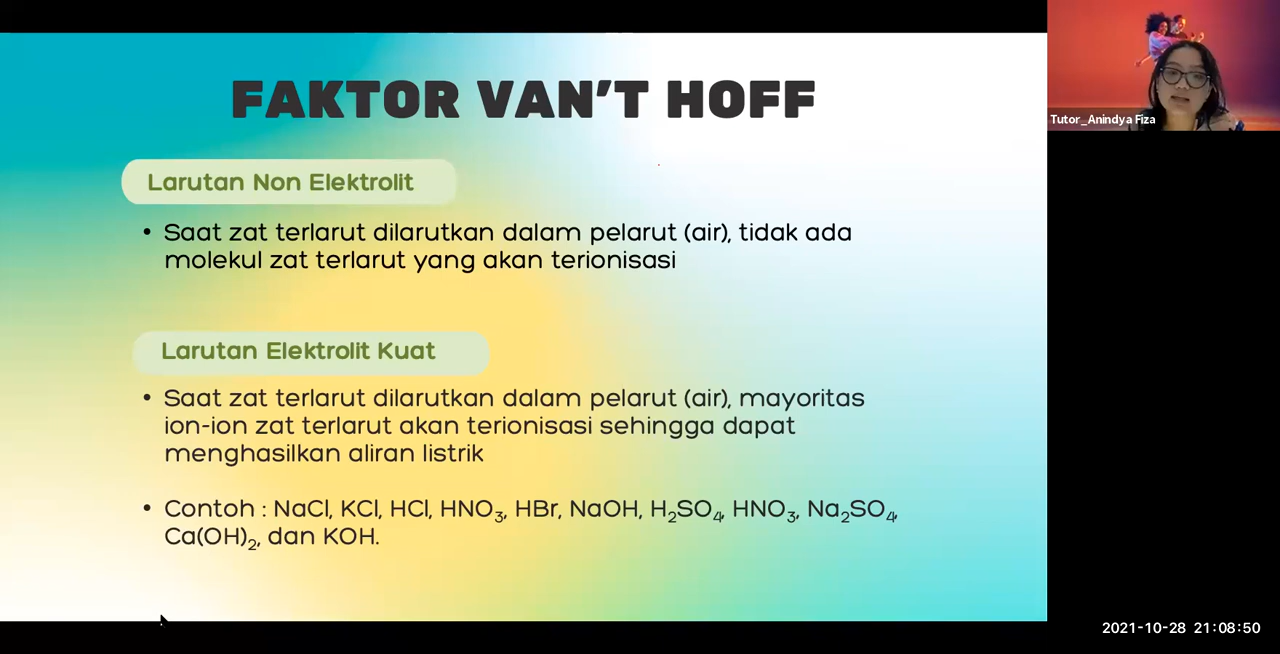 FAKTOR VAN'T HOFF
Larutan Non Elektrolit
• Saat zat terlarut dilarutkan dalam pelarut (air), tidak ada
molekul zat terlarut yang akan terionisasi
Larutan Elektrolit Kuat
• Saat zat terlarut dilarutkan dalam pelarut (air), mayoritas
ion-ion zat terlarut akan terionisasi sehingga dapat
menghasilkan aliran listrik
• Contoh : NaCl, KCl, HCl, HNO₃, HBr, NaOH, H₂SO₄, HNO₃, Na₂SO₄,
Ca(OH)₂, dan KOH.
Tutor_Anindya Fiza
2021-10-28 21:08:50